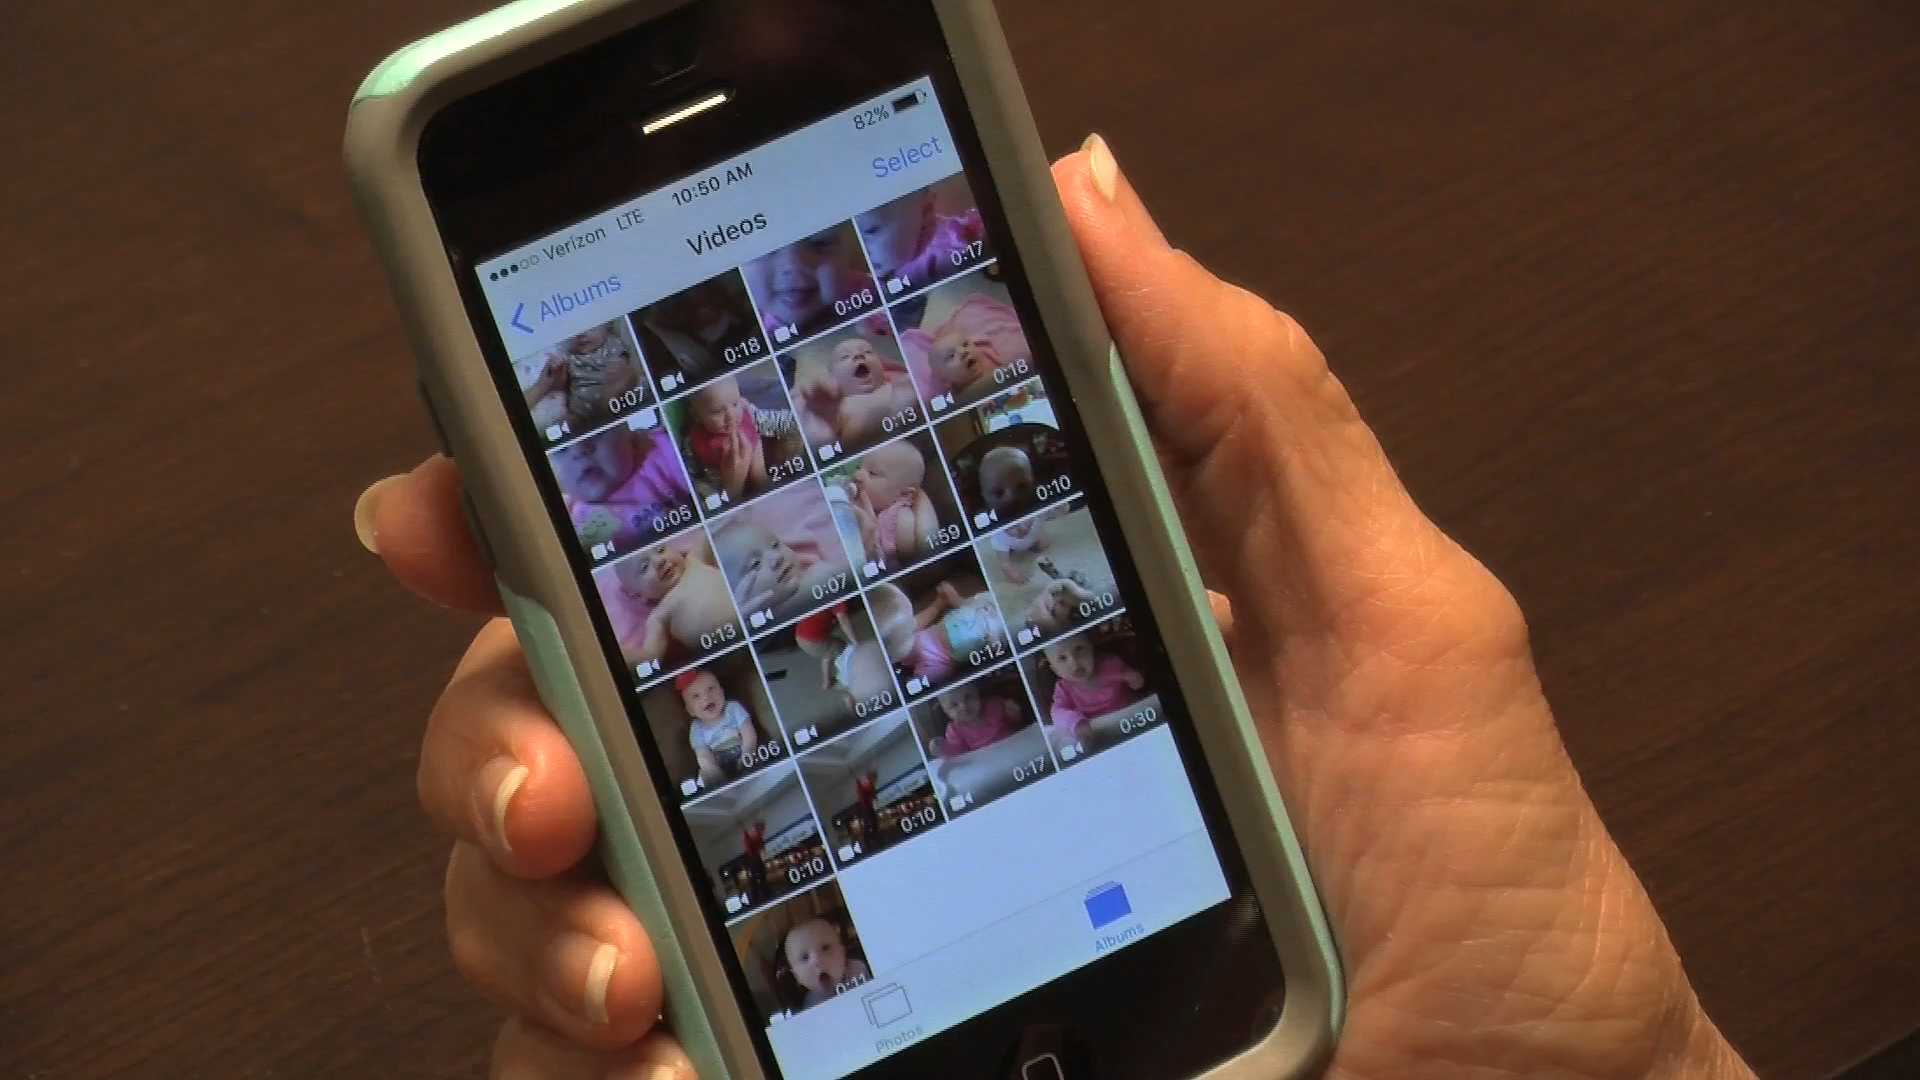 Verizon LTE 10:50 AM 82%
Albums Videos Select
0:07 0:18 0:06 0:17
0:05 2:19 0:13 0:18
0:13 0:07 1:59 0:10
0:06 0:20 0:12 0:10
0:10 0:10 0:17 0:30
0:11
Photos Albums